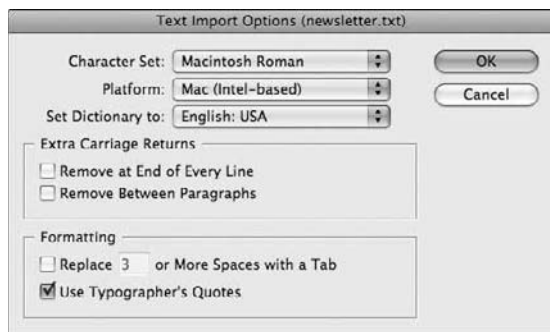 Text Import Options (newsletter.txt)
Character Set: Macintosh Roman
OK
Platform: Mac (Intel-based)
Cancel
Set Dictionary to: English: USA
Extra Carriage Returns
Remove at End of Every Line
Remove Between Paragraphs
Formatting
Replace 3 or More Spaces with a Tab
Use Typographer's Quotes